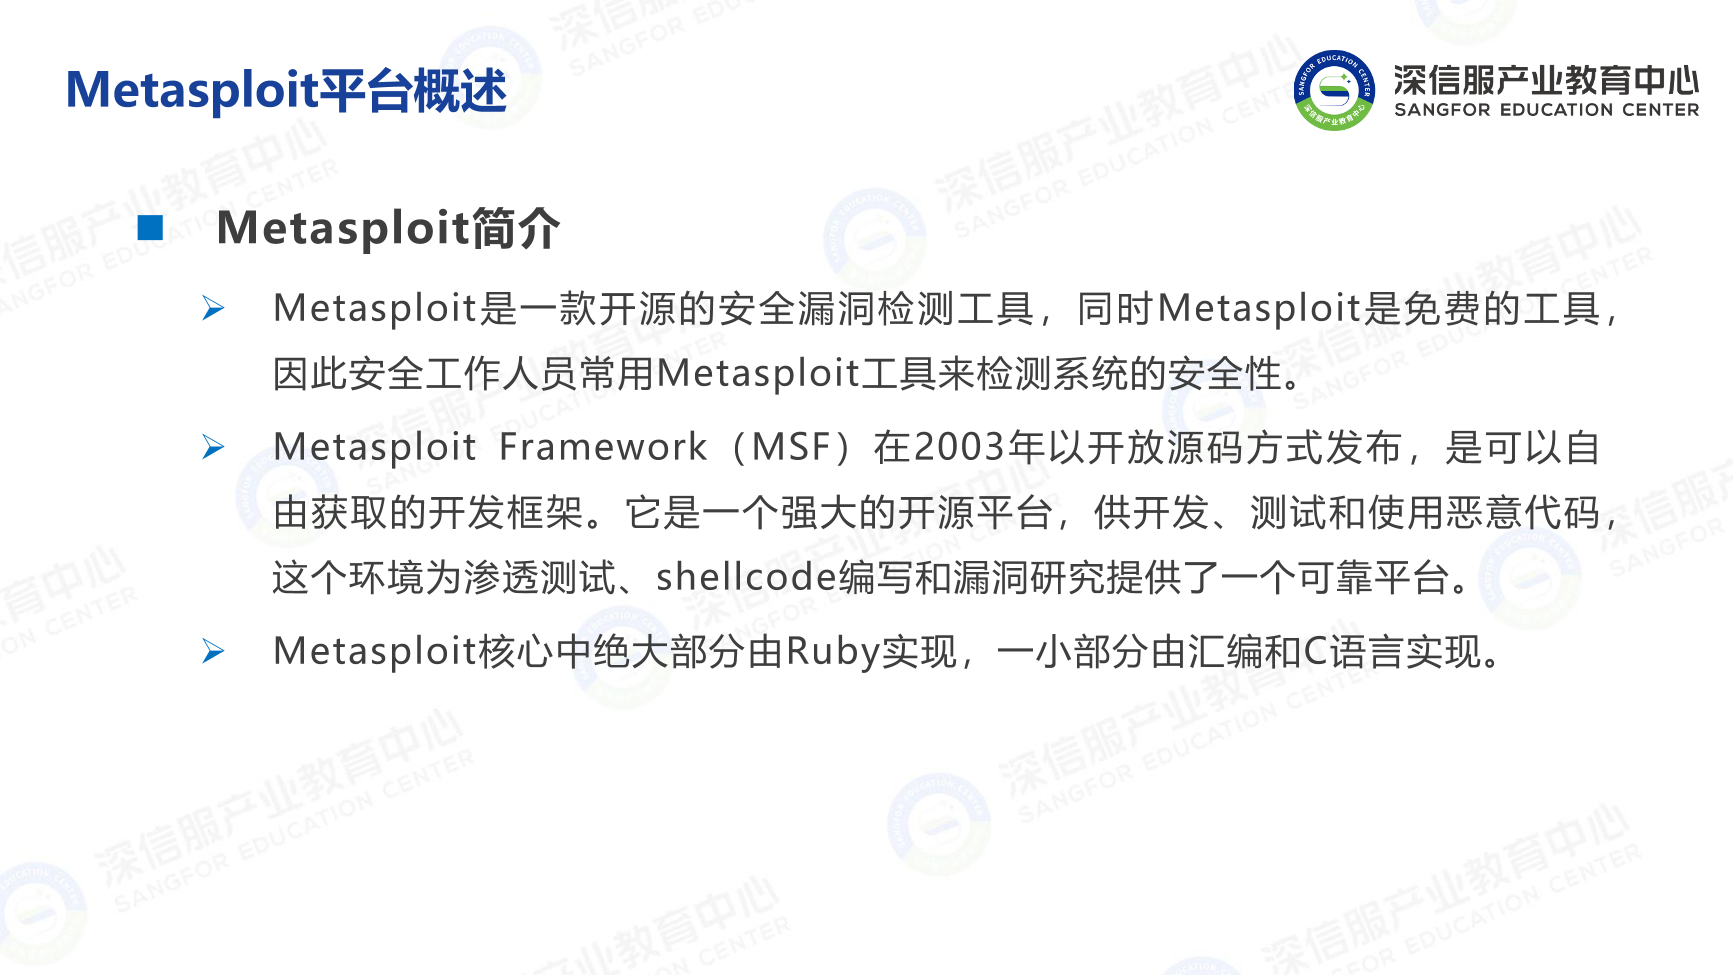 Metasploit平台概述
深信服产业教育中心
SANGFOR EDUCATION CENTER
Metasploit简介
Metasploit是一款开源的安全漏洞检测工具，同时Metasploit是免费的工具，
因此安全工作人员常用Metasploit工具来检测系统的安全性。
Metasploit Framework（MSF）在2003年以开放源码方式发布，是可以自
由获取的开发框架。它是一个强大的开源平台，供开发、测试和使用恶意代码，
这个环境为渗透测试、shellcode编写和漏洞研究提供了一个可靠平台。
Metasploit核心中绝大部分由Ruby实现，一小部分由汇编和C语言实现。